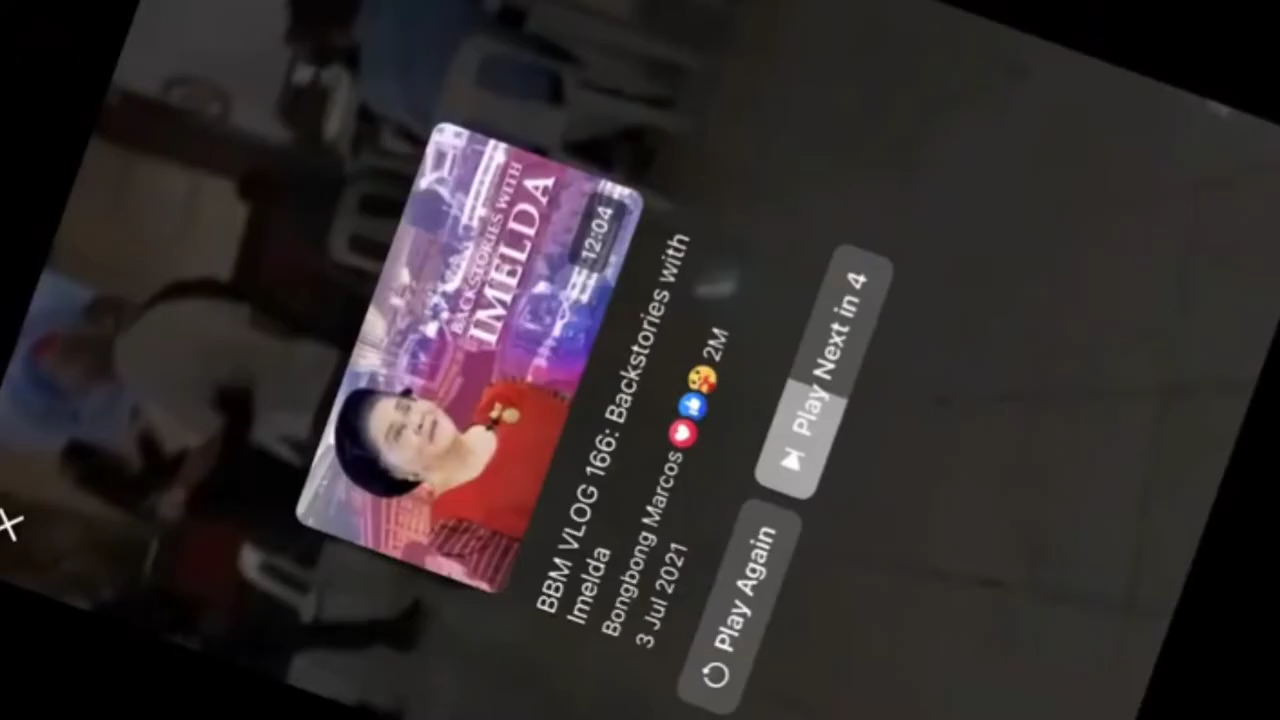 BACKSTORIES WITH
IMELDA
12:04
BBM VLOG 166: Backstories with
Imelda
Bongbong Marcos 2M
3 Jul 2021
Play Again
Play Next in 4